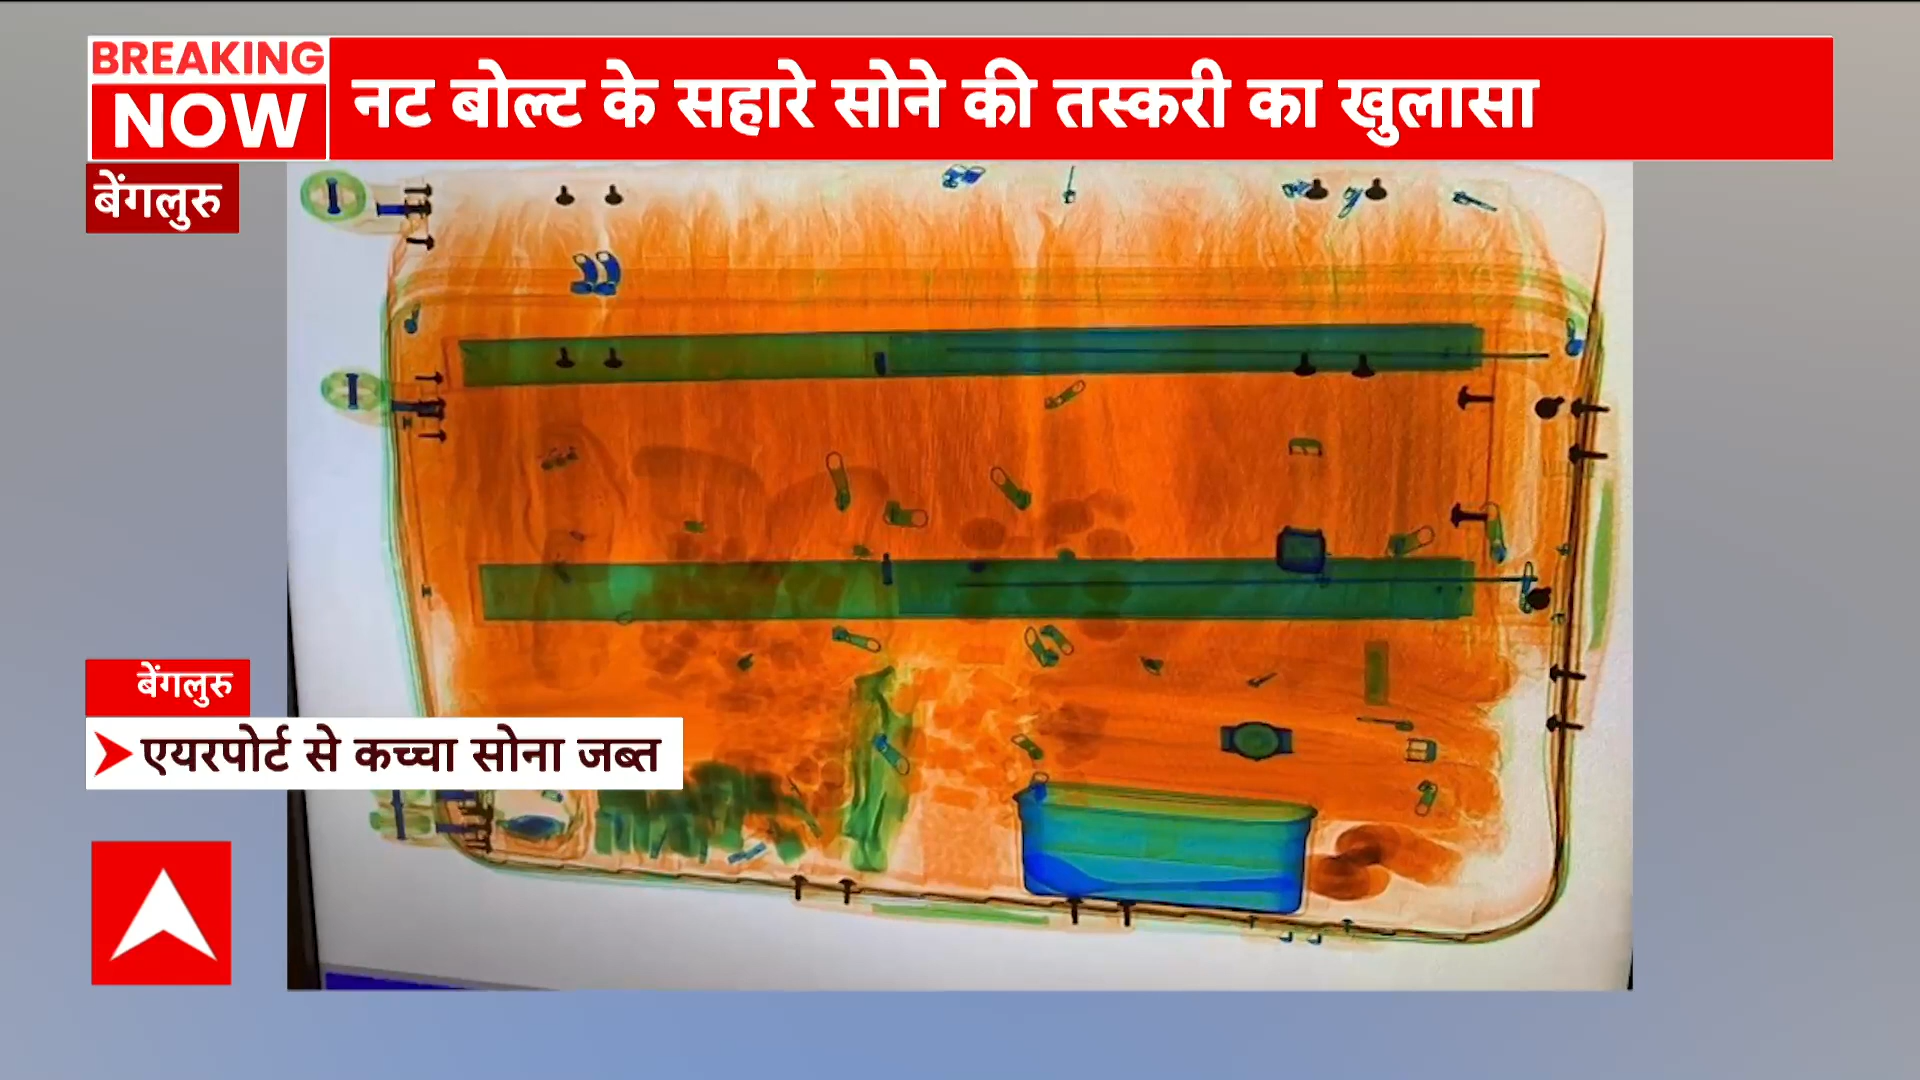 BREAKING
NOW
नट बोल्ट के सहारे सोने की तस्करी का खुलासा
बेंगलुरु
बेंगलुरु
एयरपोर्ट से कच्चा सोना जब्त